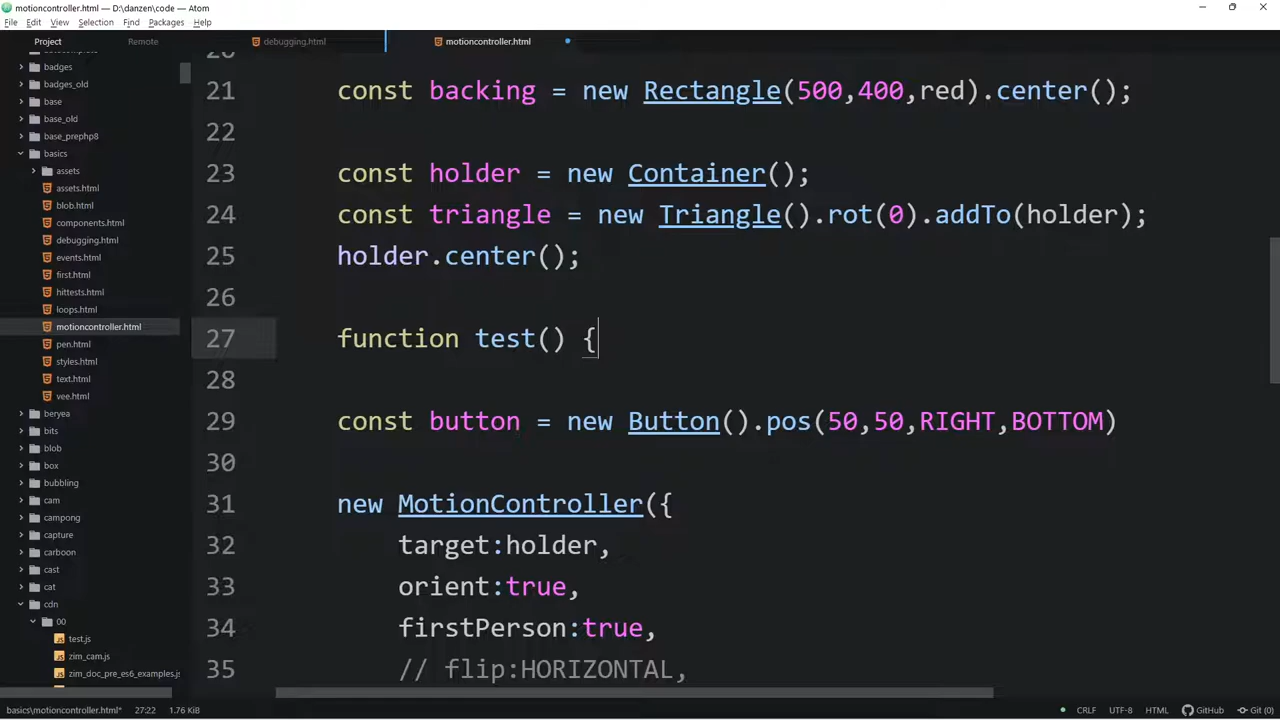 motioncontroller.html — D:\danzen\code — Atom
File Edit View Selection Find Packages Help
Project Remote debugging.html motioncontroller.html
badges
badges_old
base
base_old
base_prephp8
basics
assets
assets.html
blob.html
components.html
debugging.html
events.html
first.html
hittests.html
loops.html
motioncontroller.html
pen.html
styles.html
text.html
vee.html
beryea
bits
blob
box
bubbling
cam
campong
capture
carboon
cast
cat
cdn
00
test.js
zim_cam.js
zim_doc_pre_es6_examples.js
21 const backing = new Rectangle(500,400,red).center();
22
23 const holder = new Container();
24 const triangle = new Triangle().rot(0).addTo(holder);
25 holder.center();
26
27 function test() {
28
29 const button = new Button().pos(50,50,RIGHT,BOTTOM)
30
31 new MotionController({
32 target:holder,
33 orient:true,
34 firstPerson:true,
35 // flip:HORIZONTAL,
basics\motioncontroller.html* 27:22 1.76 KiB CRLF UTF-8 HTML GitHub Git (0)